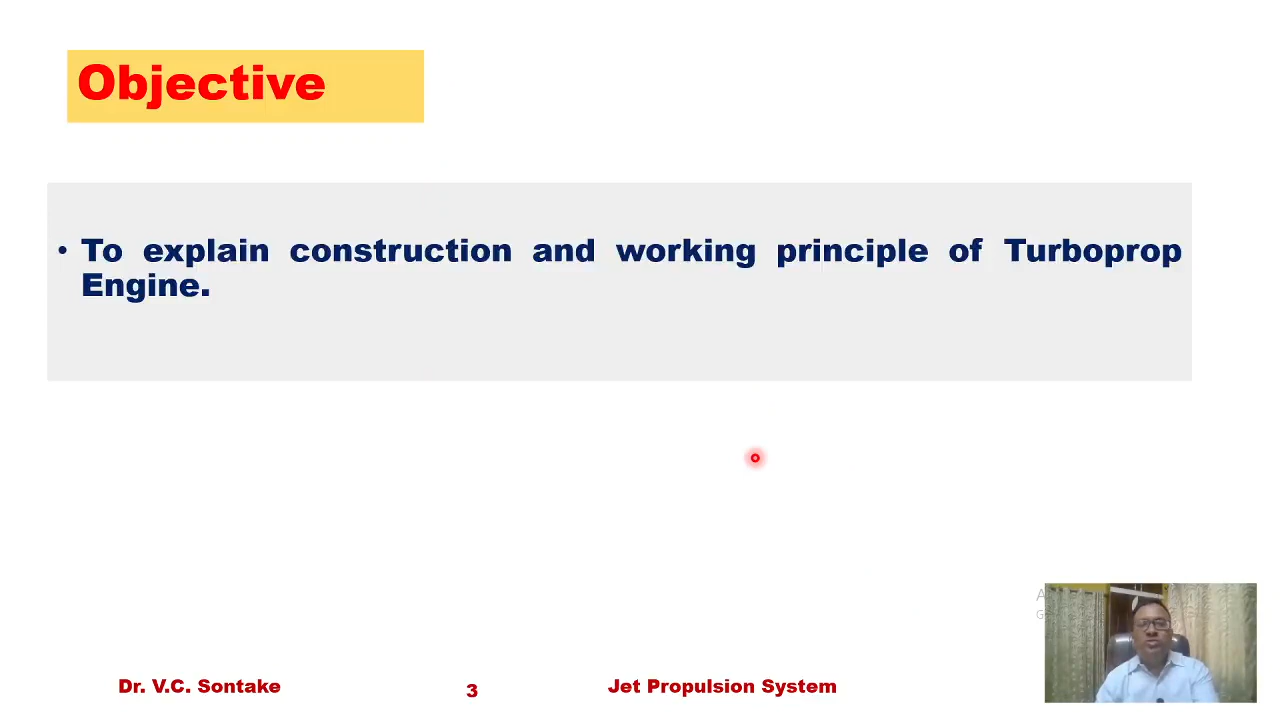 Objective
• To explain construction and working principle of Turboprop
Engine.
Dr. V.C. Sontake
3
Jet Propulsion System